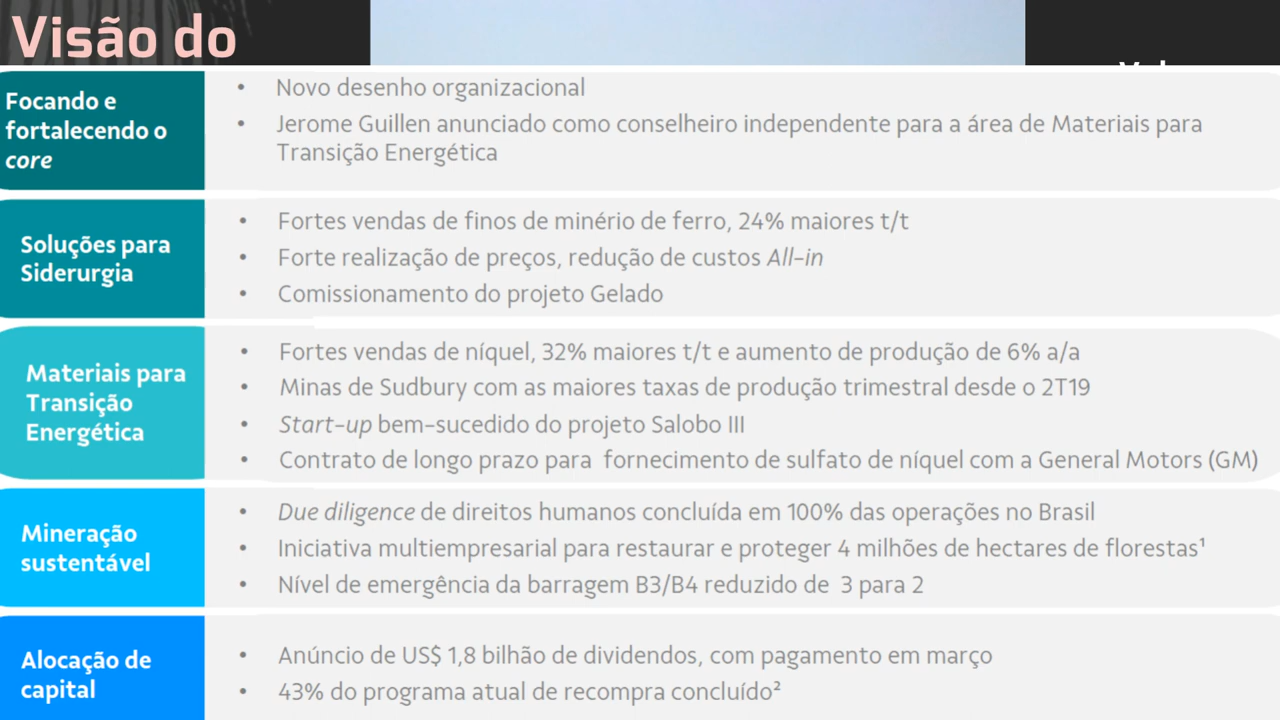 Visão do
Focando e
fortalecendo o
core
• Novo desenho organizacional
• Jerome Guillen anunciado como conselheiro independente para a área de Materiais para
Transição Energética
Soluções para
Siderurgia
• Fortes vendas de finos de minério de ferro, 24% maiores t/t
• Forte realização de preços, redução de custos All-in
• Comissionamento do projeto Gelado
Materiais para
Transição
Energética
• Fortes vendas de níquel, 32% maiores t/t e aumento de produção de 6% a/a
• Minas de Sudbury com as maiores taxas de produção trimestral desde o 2T19
• Start-up bem-sucedido do projeto Salobo III
• Contrato de longo prazo para fornecimento de sulfato de níquel com a General Motors (GM)
Mineração
sustentável
• Due diligence de direitos humanos concluída em 100% das operações no Brasil
• Iniciativa multiempresarial para restaurar e proteger 4 milhões de hectares de florestas¹
• Nível de emergência da barragem B3/B4 reduzido de 3 para 2
Alocação de
capital
• Anúncio de US$ 1,8 bilhão de dividendos, com pagamento em março
• 43% do programa atual de recompra concluído²